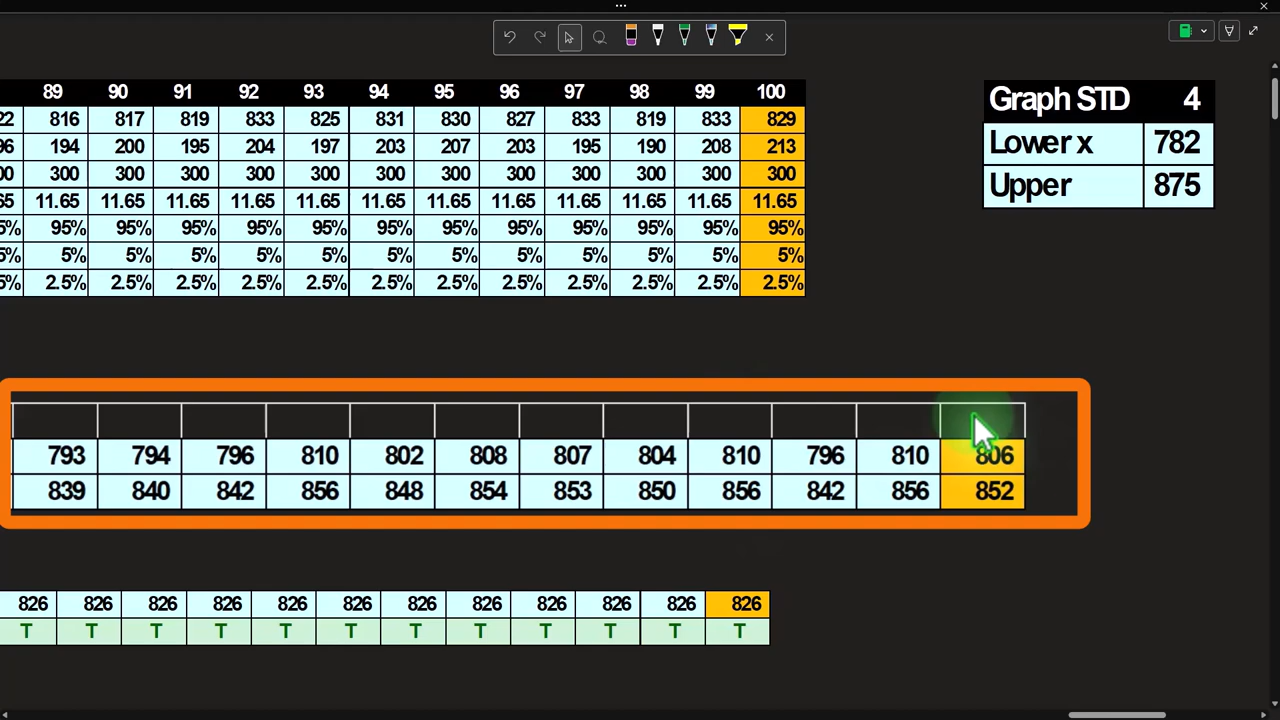 89 90 91 92 93 94 95 96 97 98 99 100
22 816 817 819 833 825 831 830 827 833 819 833 829
96 194 200 195 204 197 203 207 203 195 190 208 213
00 300 300 300 300 300 300 300 300 300 300 300 300
65 11.65 11.65 11.65 11.65 11.65 11.65 11.65 11.65 11.65 11.65 11.65 11.65
5% 95% 95% 95% 95% 95% 95% 95% 95% 95% 95% 95% 95%
5% 5% 5% 5% 5% 5% 5% 5% 5% 5% 5% 5% 5%
5% 2.5% 2.5% 2.5% 2.5% 2.5% 2.5% 2.5% 2.5% 2.5% 2.5% 2.5% 2.5%
Graph STD 4
Lower x 782
Upper 875
793 794 796 810 802 808 807 804 810 796 810 806
839 840 842 856 848 854 853 850 856 842 856 852
826 826 826 826 826 826 826 826 826 826 826 826
T T T T T T T T T T T T